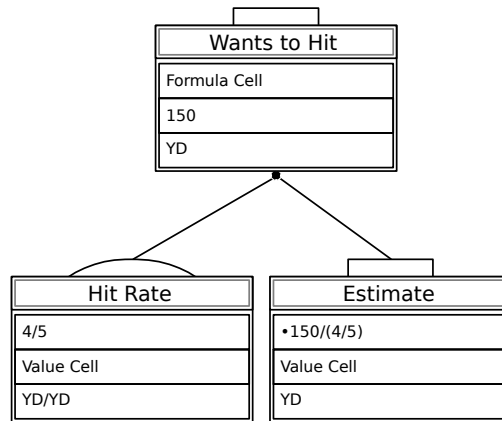 Wants to Hit
Formula Cell
150
YD
Hit Rate
4/5
Value Cell
YD/YD
Estimate
•150/(4/5)
Value Cell
YD